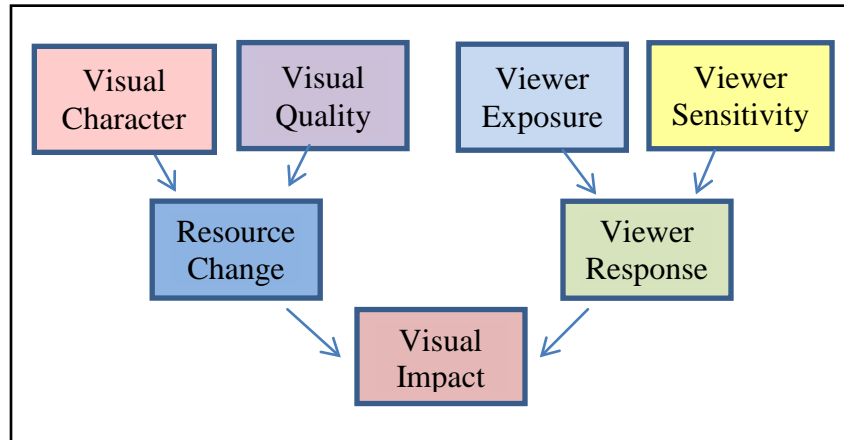 Visual
Character
Visual
Quality
Viewer
Exposure
Viewer
Sensitivity
Resource
Change
Viewer
Response
Visual
Impact